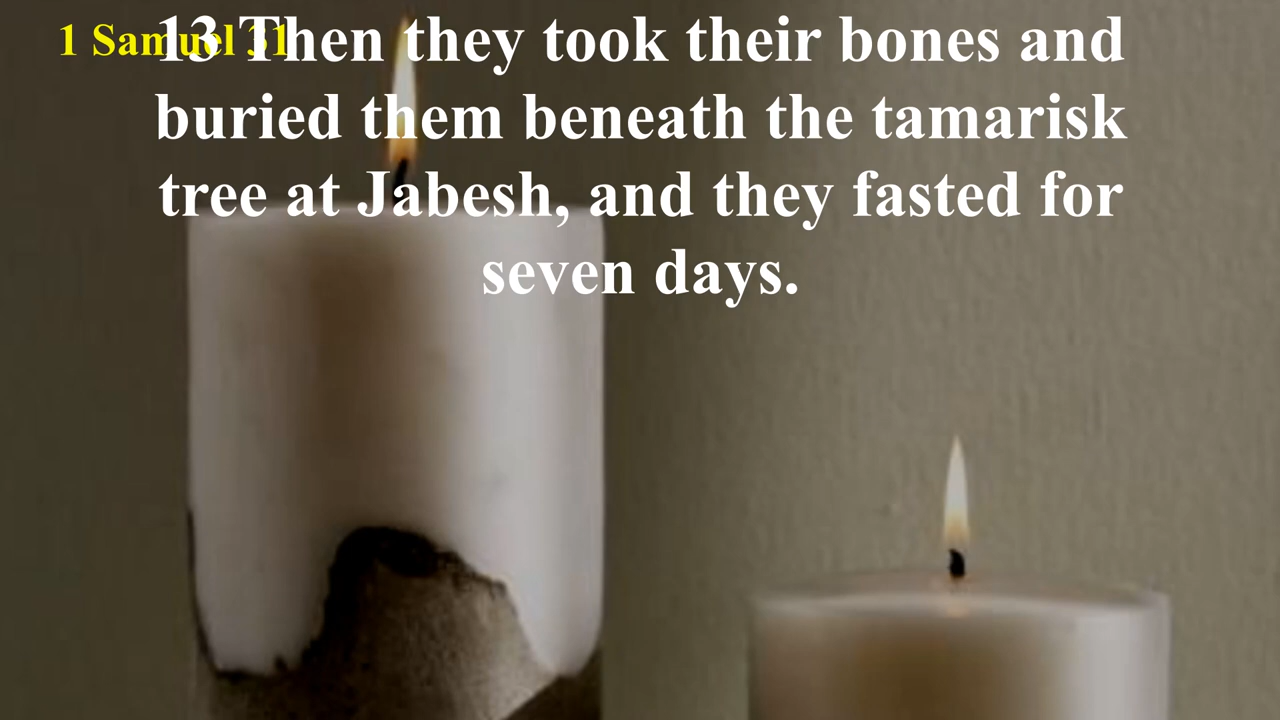 1 Samuel 31
13 Then they took their bones and
buried them beneath the tamarisk
tree at Jabesh, and they fasted for
seven days.